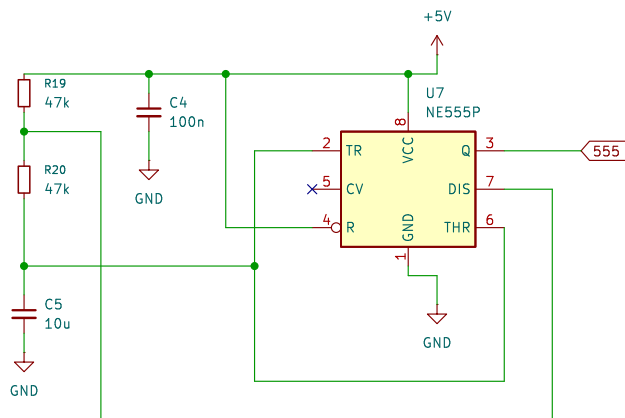 +5V
R19
47k
C4
100n
U7
NE555P
8
VCC
2
TR
Q
3
555
R20
47k
5
CV
DIS
7
4
R
GND
THR
6
1
C5
10u
GND
GND
GND